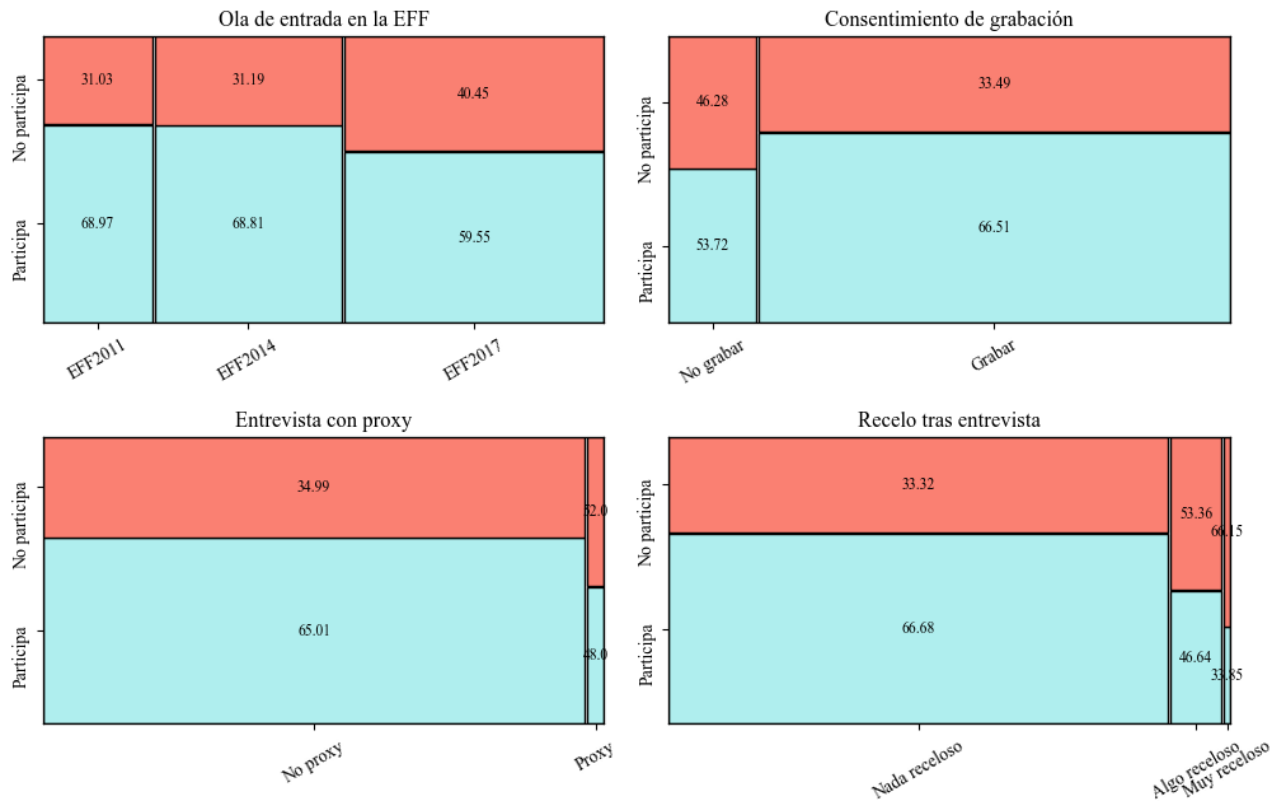 Ola de entrada en la EFF
No participa
Participa
31.03
31.19
40.45
68.97
68.81
59.55
EFF2011
EFF2014
EFF2017
Consentimiento de grabación
No participa
Participa
46.28
33.49
53.72
66.51
No grabar
Grabar
Entrevista con proxy
No participa
Participa
34.99
52.0
65.01
48.0
No proxy
Proxy
Recelo tras entrevista
No participa
Participa
33.32
53.36
66.15
66.68
46.64
33.85
Nada receloso
Algo receloso
Muy receloso